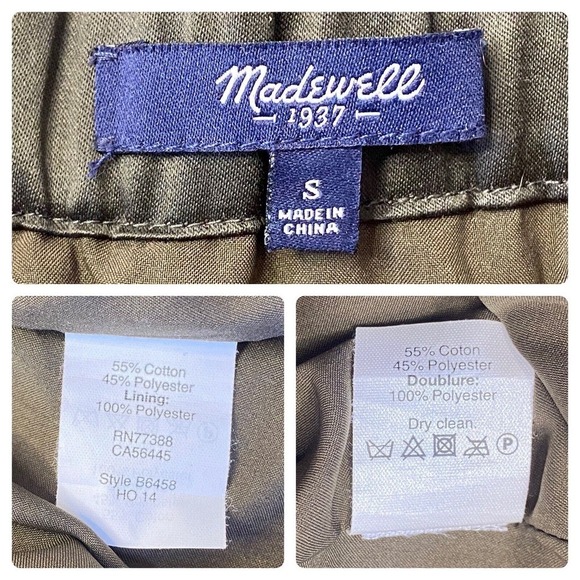 Madewell
1937
S
MADE IN
CHINA
55% Cotton
45% Polyester
Lining:
100% Polyester
RN77388
CA56445
Style B6458
HO 14
55% Coton
45% Polyester
Doublure:
100% Polyester
Dry clean.
P